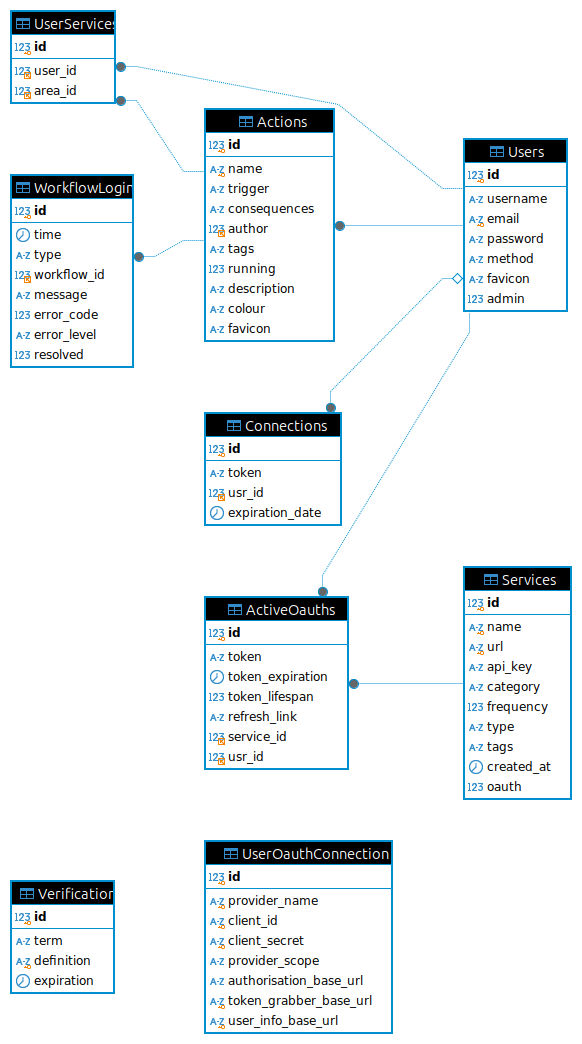 UserServices
123 id
123 user_id
123 area_id
Actions
123 id
A-Z name
A-Z trigger
A-Z consequences
123 author
A-Z tags
123 running
A-Z description
A-Z colour
A-Z favicon
Users
123 id
A-Z username
A-Z email
A-Z password
A-Z method
A-Z favicon
123 admin
WorkflowLogin
123 id
time
A-Z type
123 workflow_id
A-Z message
123 error_code
A-Z error_level
123 resolved
Connections
123 id
A-Z token
123 usr_id
expiration_date
ActiveOauths
123 id
A-Z token
token_expiration
123 token_lifespan
A-Z refresh_link
123 service_id
123 usr_id
Services
123 id
A-Z name
A-Z url
A-Z api_key
A-Z category
123 frequency
A-Z type
A-Z tags
created_at
123 oauth
Verification
123 id
A-Z term
A-Z definition
expiration
UserOauthConnection
123 id
A-Z provider_name
A-Z client_id
A-Z client_secret
A-Z provider_scope
A-Z authorisation_base_url
A-Z token_grabber_base_url
A-Z user_info_base_url